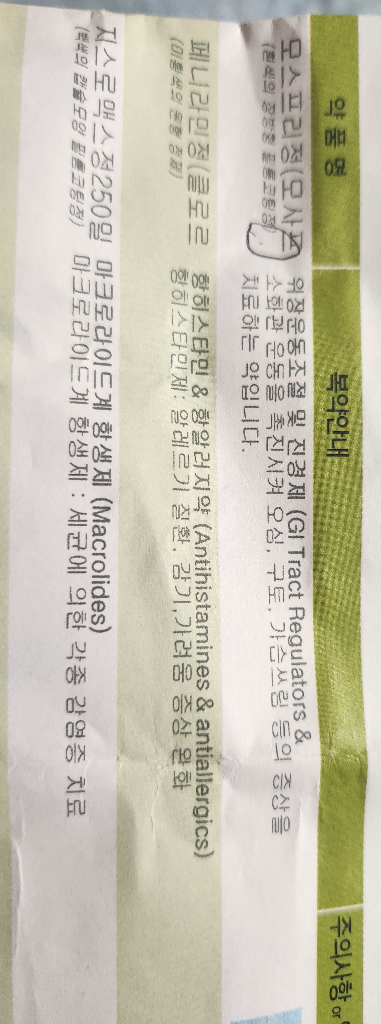 약 품 명
복약안내
주의사항 or
모스프리정(모사프
(흰색의 장방형 필름코팅정)
위장운동조절 및 진경제 (GI Tract Regulators &
소화관 운동을 촉진시켜 오심, 구토, 가슴쓰림 등의 증상을
치료하는 약입니다.
페니라민정(클로르
(미황색의 원형 정제)
항히스타민 & 항알러지약 (Antihistamines & antiallergics)
항히스타민제: 알레르기 질환, 감기,가려움 증상 완화
지스로맥스정250밀
(흰색의 캡슐모양 필름코팅정)
마크로라이드계 항생제 (Macrolides)
마크로라이드계 항생제 : 세균에 의한 각종 감염증 치료